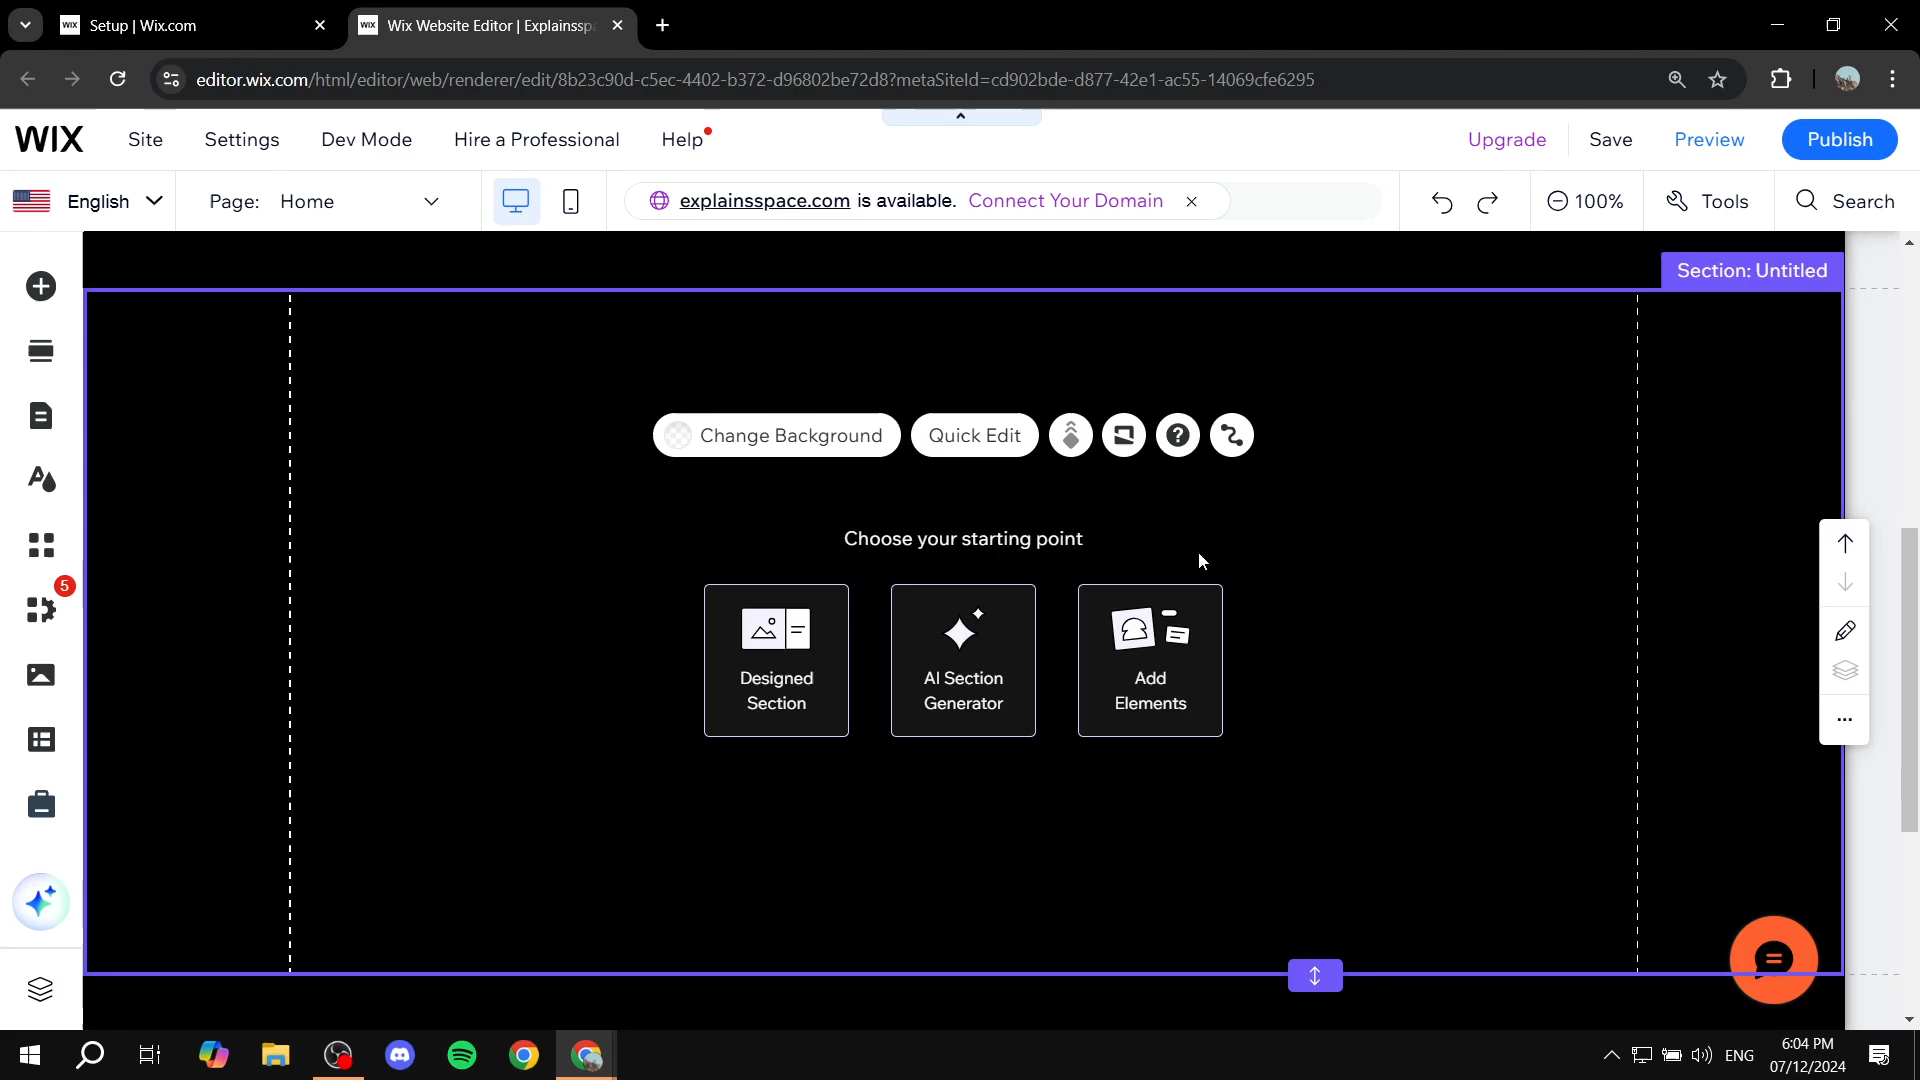 WIX Setup | Wix.com
WIX Wix Website Editor | Explainssp
editor.wix.com/html/editor/web/renderer/edit/8b23c90d-c5ec-4402-b372-d96802be72d8?metaSiteId=cd902bde-d877-42e1-ac55-14069cfe6295
WIX Site Settings Dev Mode Hire a Professional Help Upgrade Save Preview Publish
English Page: Home explainsspace.com is available. Connect Your Domain 100% Tools Search
Section: Untitled
Change Background Quick Edit
Choose your starting point
Designed
Section
AI Section
Generator
Add
Elements
5
ENG
6:04 PM
07/12/2024